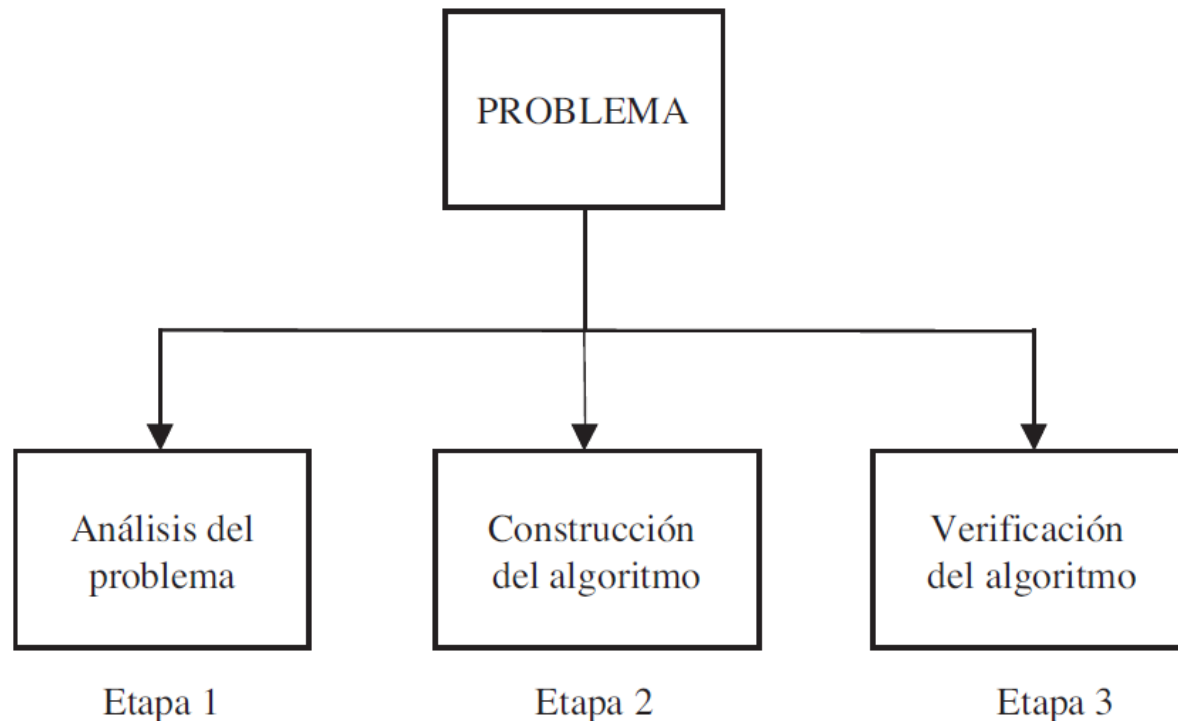 PROBLEMA
Análisis del
problema
Construcción
del algoritmo
Verificación
del algoritmo
Etapa 1
Etapa 2
Etapa 3